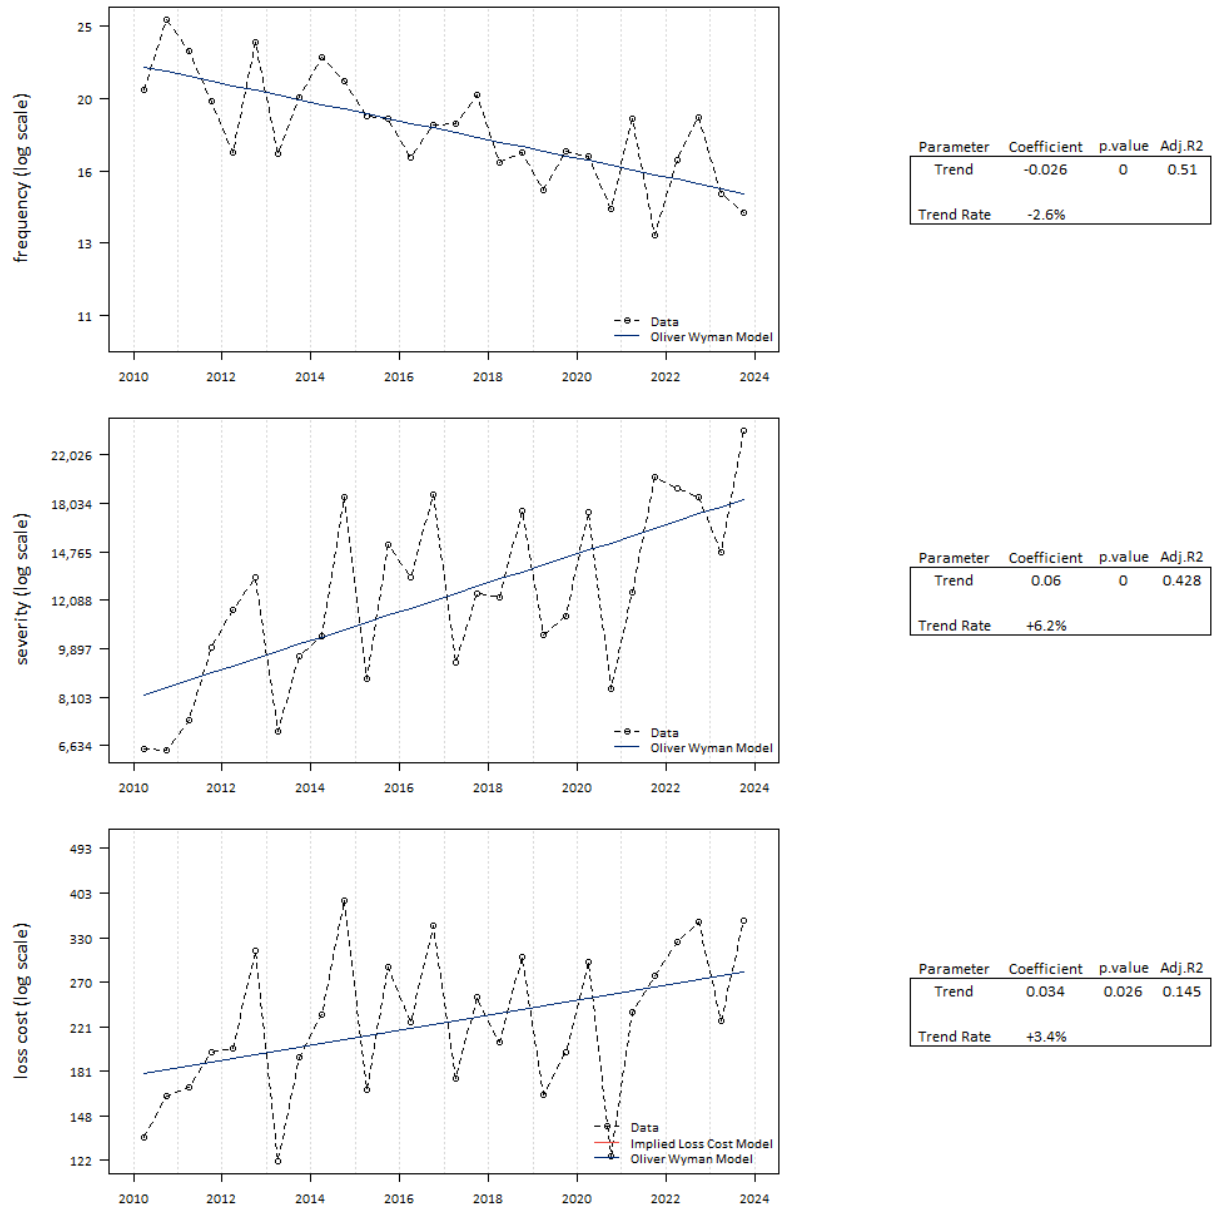 frequency (log scale)
25
20
16
13
11
Data
Oliver Wyman Model
2010 2012 2014 2016 2018 2020 2022 2024
Parameter Coefficient p.value Adj.R2
Trend -0.026 0 0.51
Trend Rate -2.6%
severity (log scale)
22,026
18,034
14,765
12,088
9,897
8,103
6,634
Data
Oliver Wyman Model
2010 2012 2014 2016 2018 2020 2022 2024
Parameter Coefficient p.value Adj.R2
Trend 0.06 0 0.428
Trend Rate +6.2%
loss cost (log scale)
493
403
330
270
221
181
148
122
Data
Implied Loss Cost Model
Oliver Wyman Model
2010 2012 2014 2016 2018 2020 2022 2024
Parameter Coefficient p.value Adj.R2
Trend 0.034 0.026 0.145
Trend Rate +3.4%